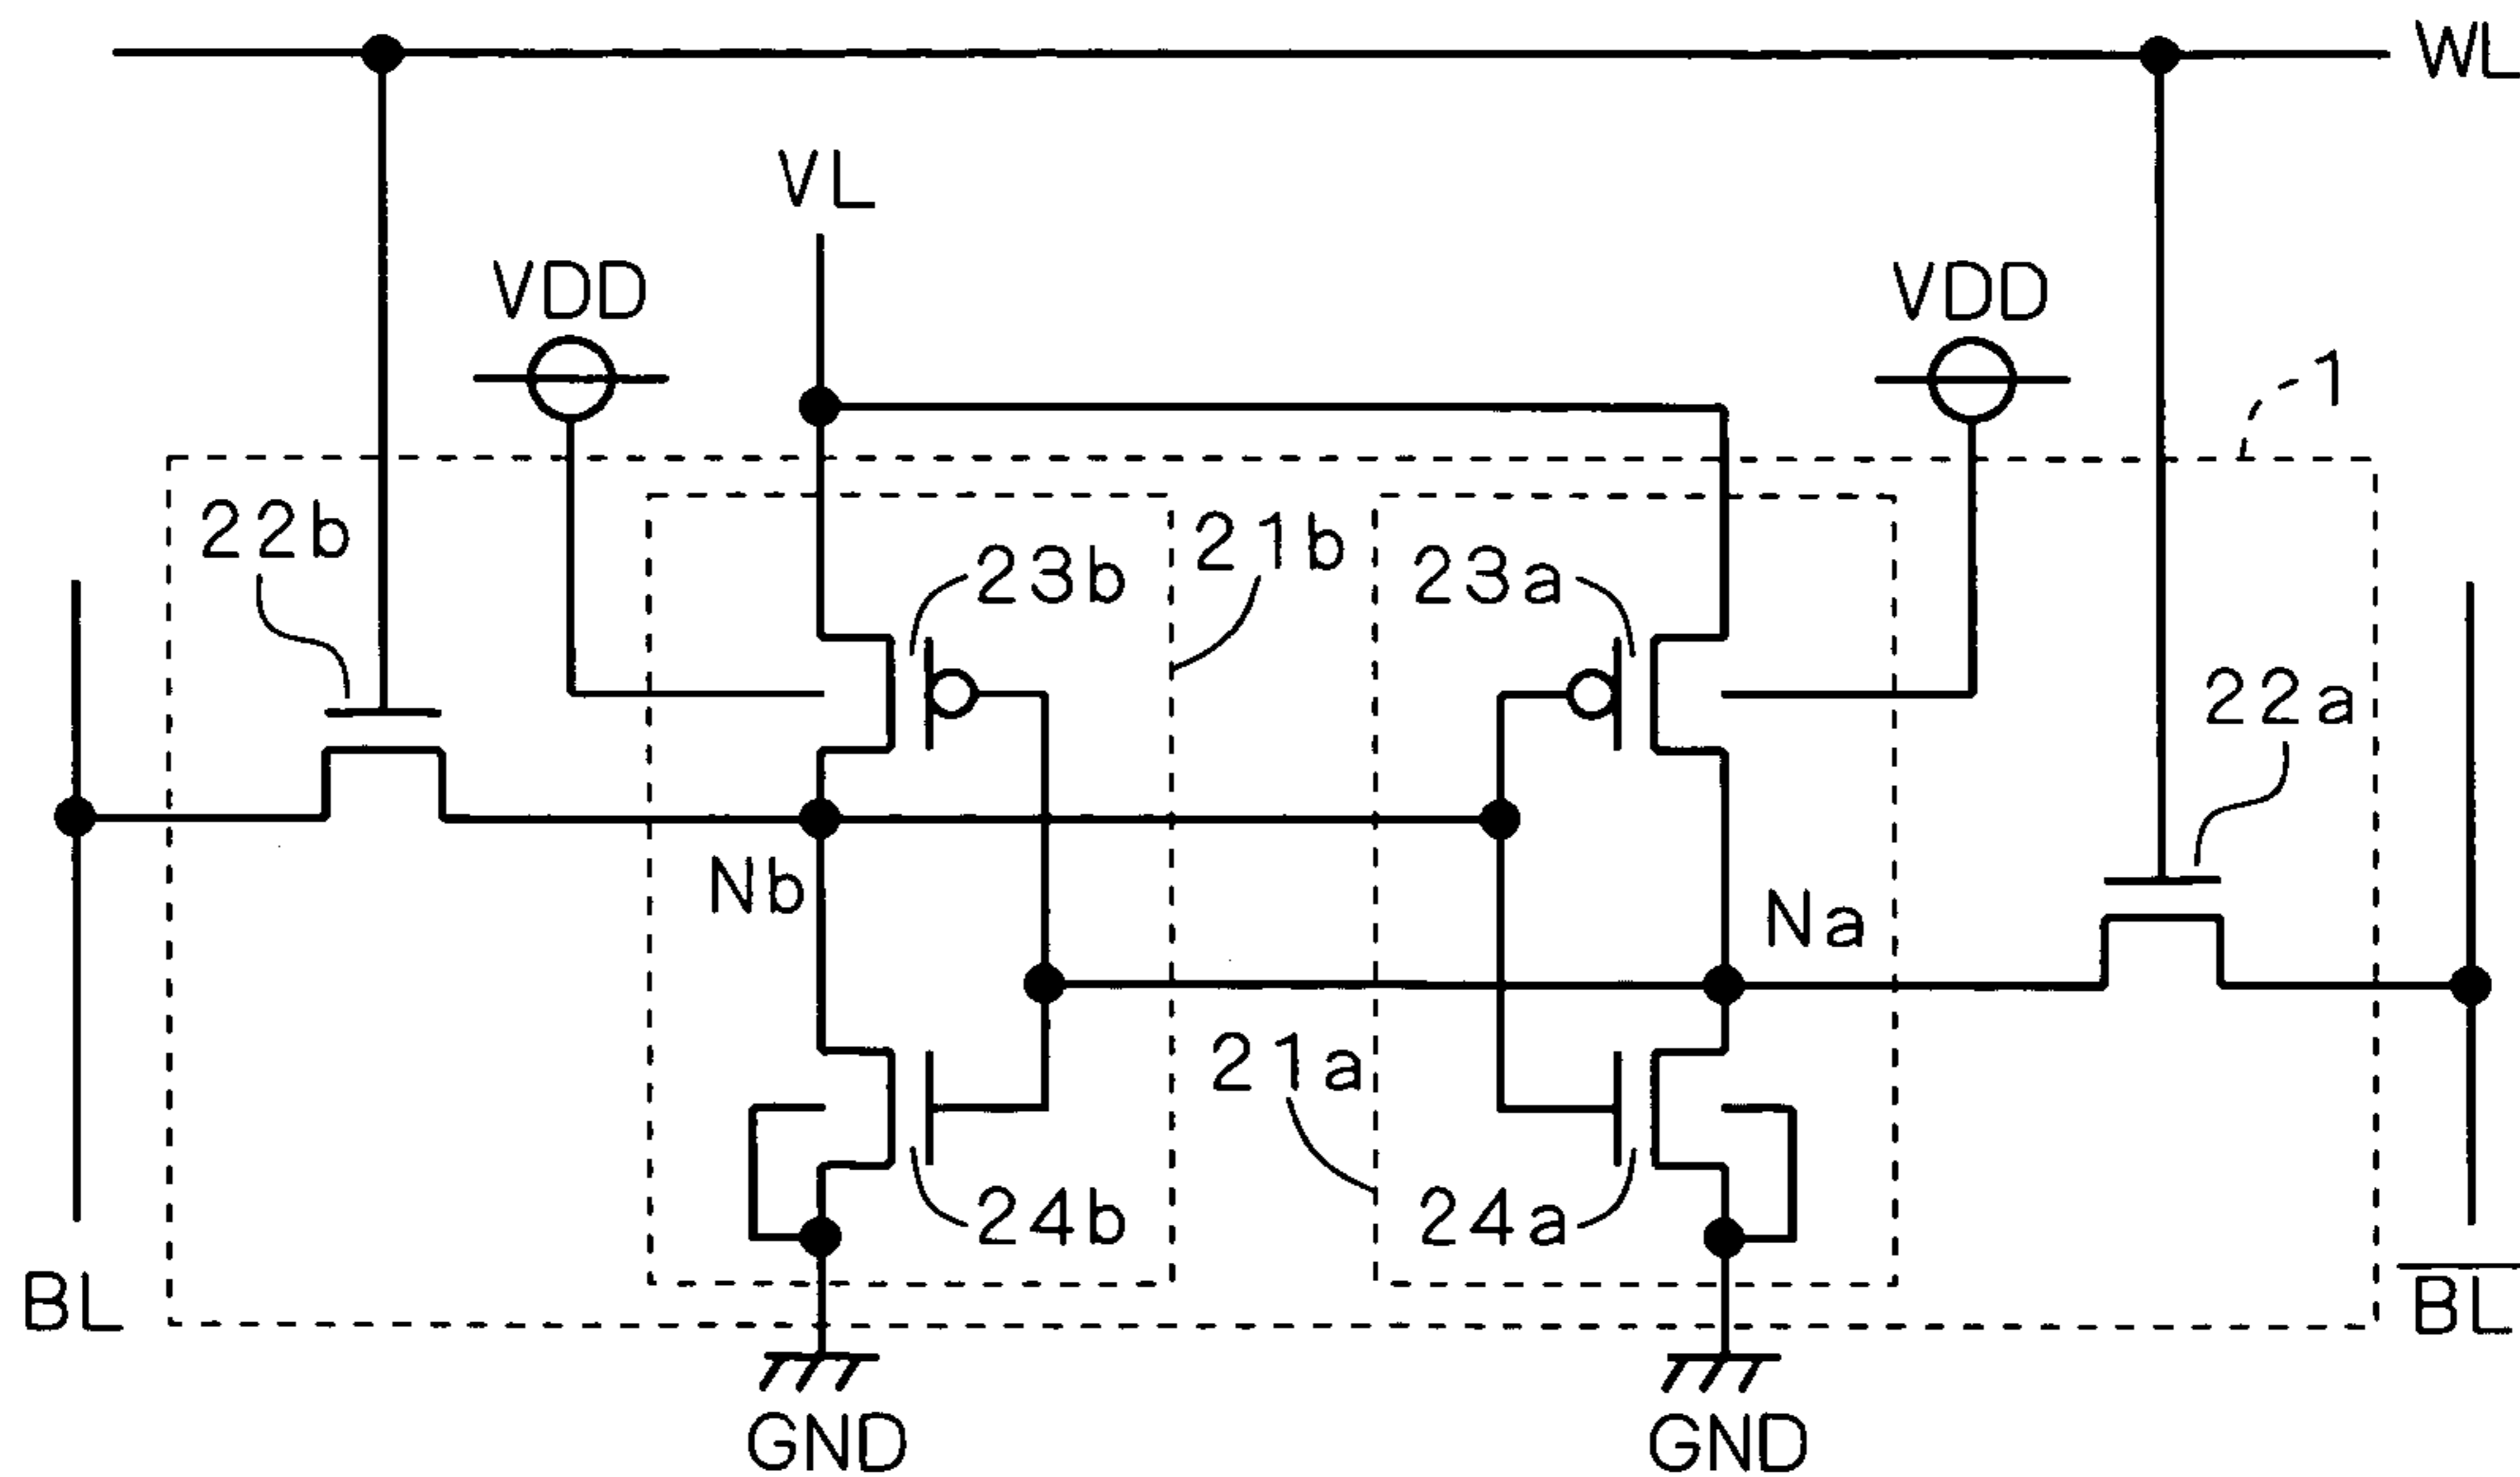 WL
VL
VDD
VDD
1
22b
21b
23b
23a
22a
Nb
Na
21a
24b
24a
BL
BL
GND
GND